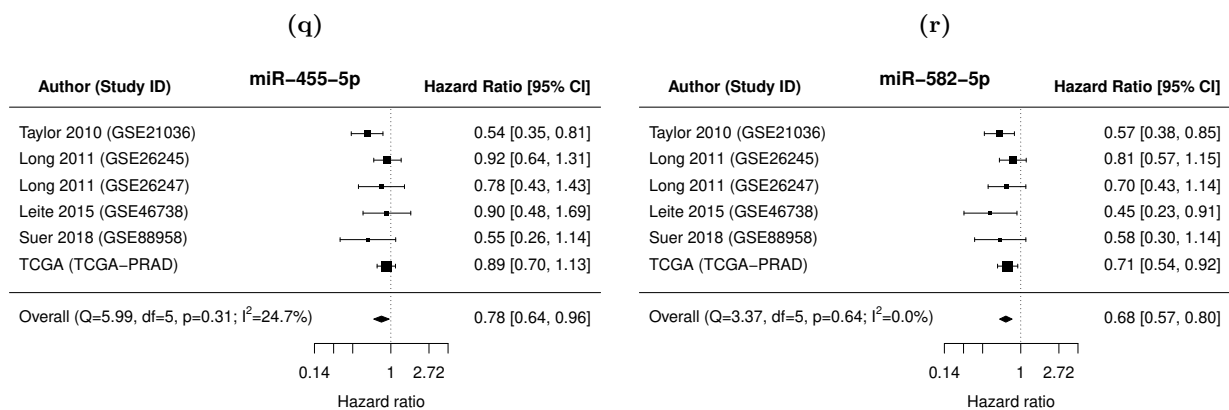 (q)
miR−455−5p
Author (Study ID) Hazard Ratio [95% CI]
Taylor 2010 (GSE21036) 0.54 [0.35, 0.81]
Long 2011 (GSE26245) 0.92 [0.64, 1.31]
Long 2011 (GSE26247) 0.78 [0.43, 1.43]
Leite 2015 (GSE46738) 0.90 [0.48, 1.69]
Suer 2018 (GSE88958) 0.55 [0.26, 1.14]
TCGA (TCGA−PRAD) 0.89 [0.70, 1.13]
Overall (Q=5.99, df=5, p=0.31; I²=24.7%) 0.78 [0.64, 0.96]
0.14 1 2.72
Hazard ratio
(r)
miR−582−5p
Author (Study ID) Hazard Ratio [95% CI]
Taylor 2010 (GSE21036) 0.57 [0.38, 0.85]
Long 2011 (GSE26245) 0.81 [0.57, 1.15]
Long 2011 (GSE26247) 0.70 [0.43, 1.14]
Leite 2015 (GSE46738) 0.45 [0.23, 0.91]
Suer 2018 (GSE88958) 0.58 [0.30, 1.14]
TCGA (TCGA−PRAD) 0.71 [0.54, 0.92]
Overall (Q=3.37, df=5, p=0.64; I²=0.0%) 0.68 [0.57, 0.80]
0.14 1 2.72
Hazard ratio